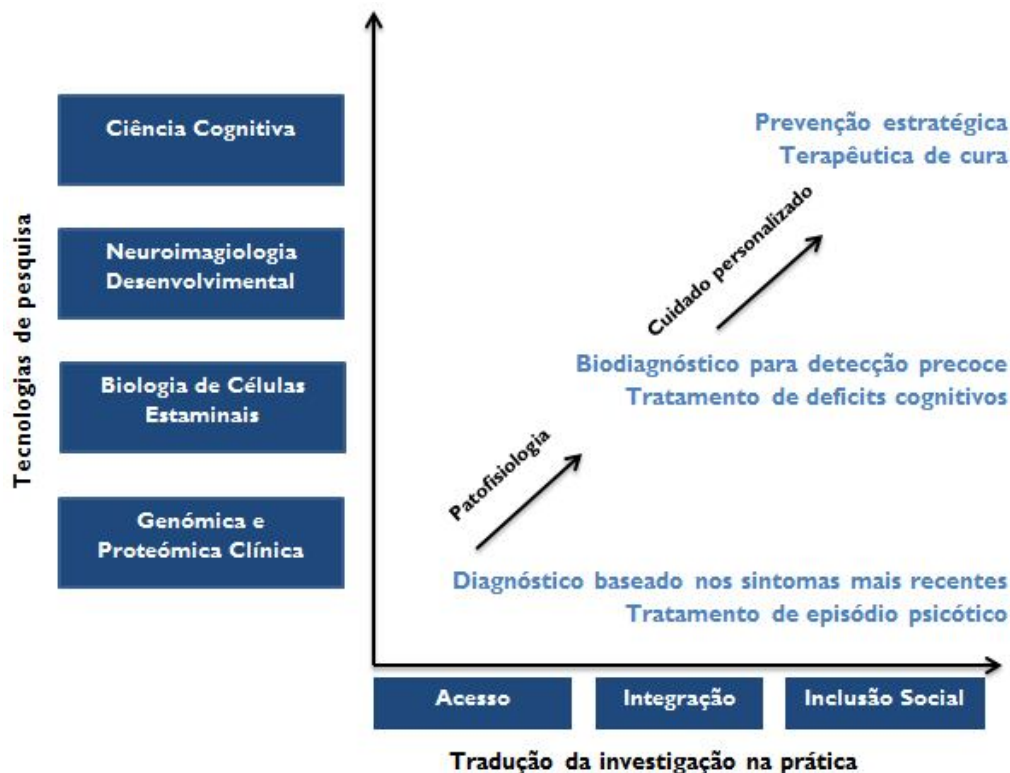 Tecnologias de pesquisa
Ciência Cognitiva
Neuroimagiologia
Desenvolvimental
Biologia de Células
Estaminais
Genómica e
Proteómica Clínica
Prevenção estratégica
Terapêutica de cura
Cuidado personalizado
Biodiagnóstico para detecção precoce
Tratamento de deficits cognitivos
Patofisiologia
Diagnóstico baseado nos sintomas mais recentes
Tratamento de episódio psicótico
Acesso
Integração
Inclusão Social
Tradução da investigação na prática